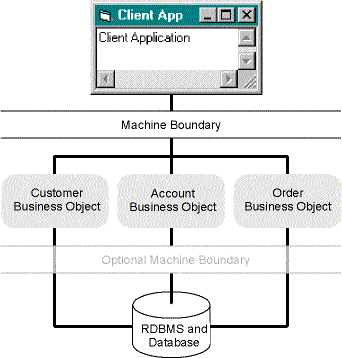 Client App
Client Application
Machine Boundary
Customer
Business Object
Account
Business Object
Order
Business Object
Optional Machine Boundary
RDBMS and
Database